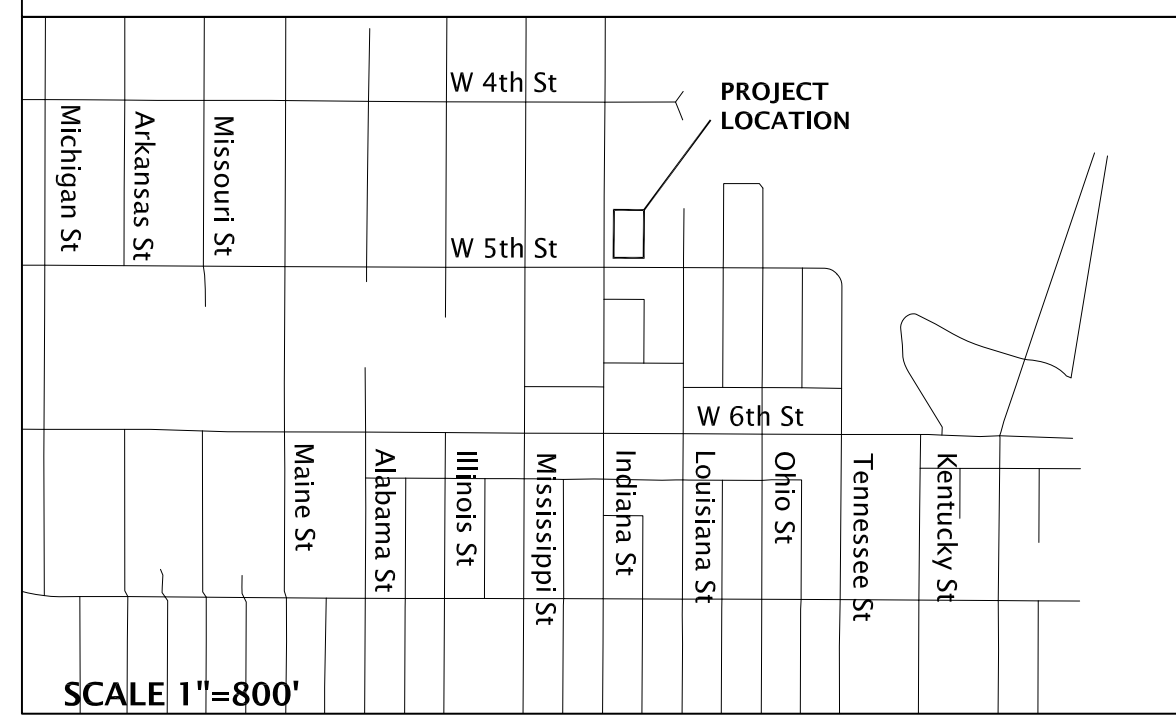 W 4th St
PROJECT
LOCATION
Michigan St
Arkansas St
Missouri St
W 5th St
W 6th St
Maine St
Alabama St
Illinois St
Mississippi St
Indiana St
Louisiana St
Ohio St
Tennessee St
Kentucky St
SCALE 1"=800'